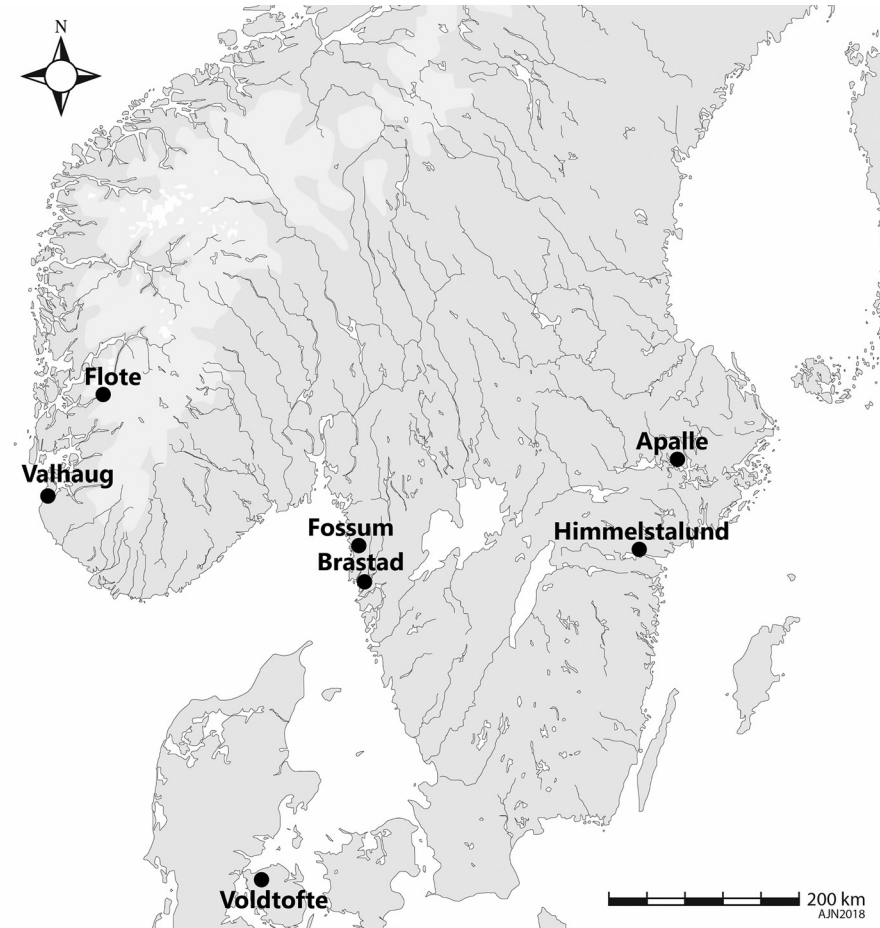 N
Flote
Apalle
Valhaug
Fossum
Himmelstalund
Brastad
Voldtofte
200 km
AJN2018